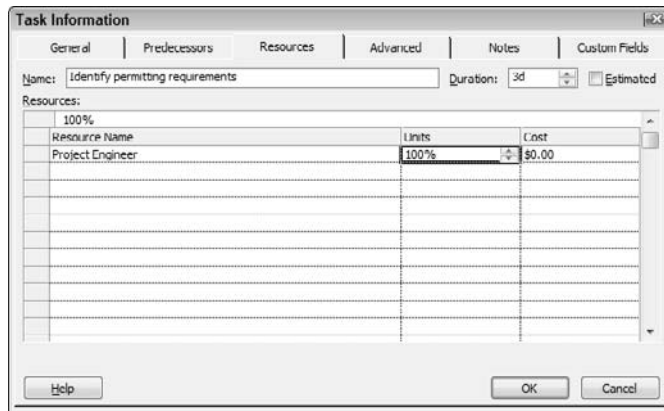 Task Information
General Predecessors Resources Advanced Notes Custom Fields
Name: Identify permitting requirements Duration: 3d Estimated
Resources:
100%
Resource Name Units Cost
Project Engineer 100% $0.00
Help OK Cancel